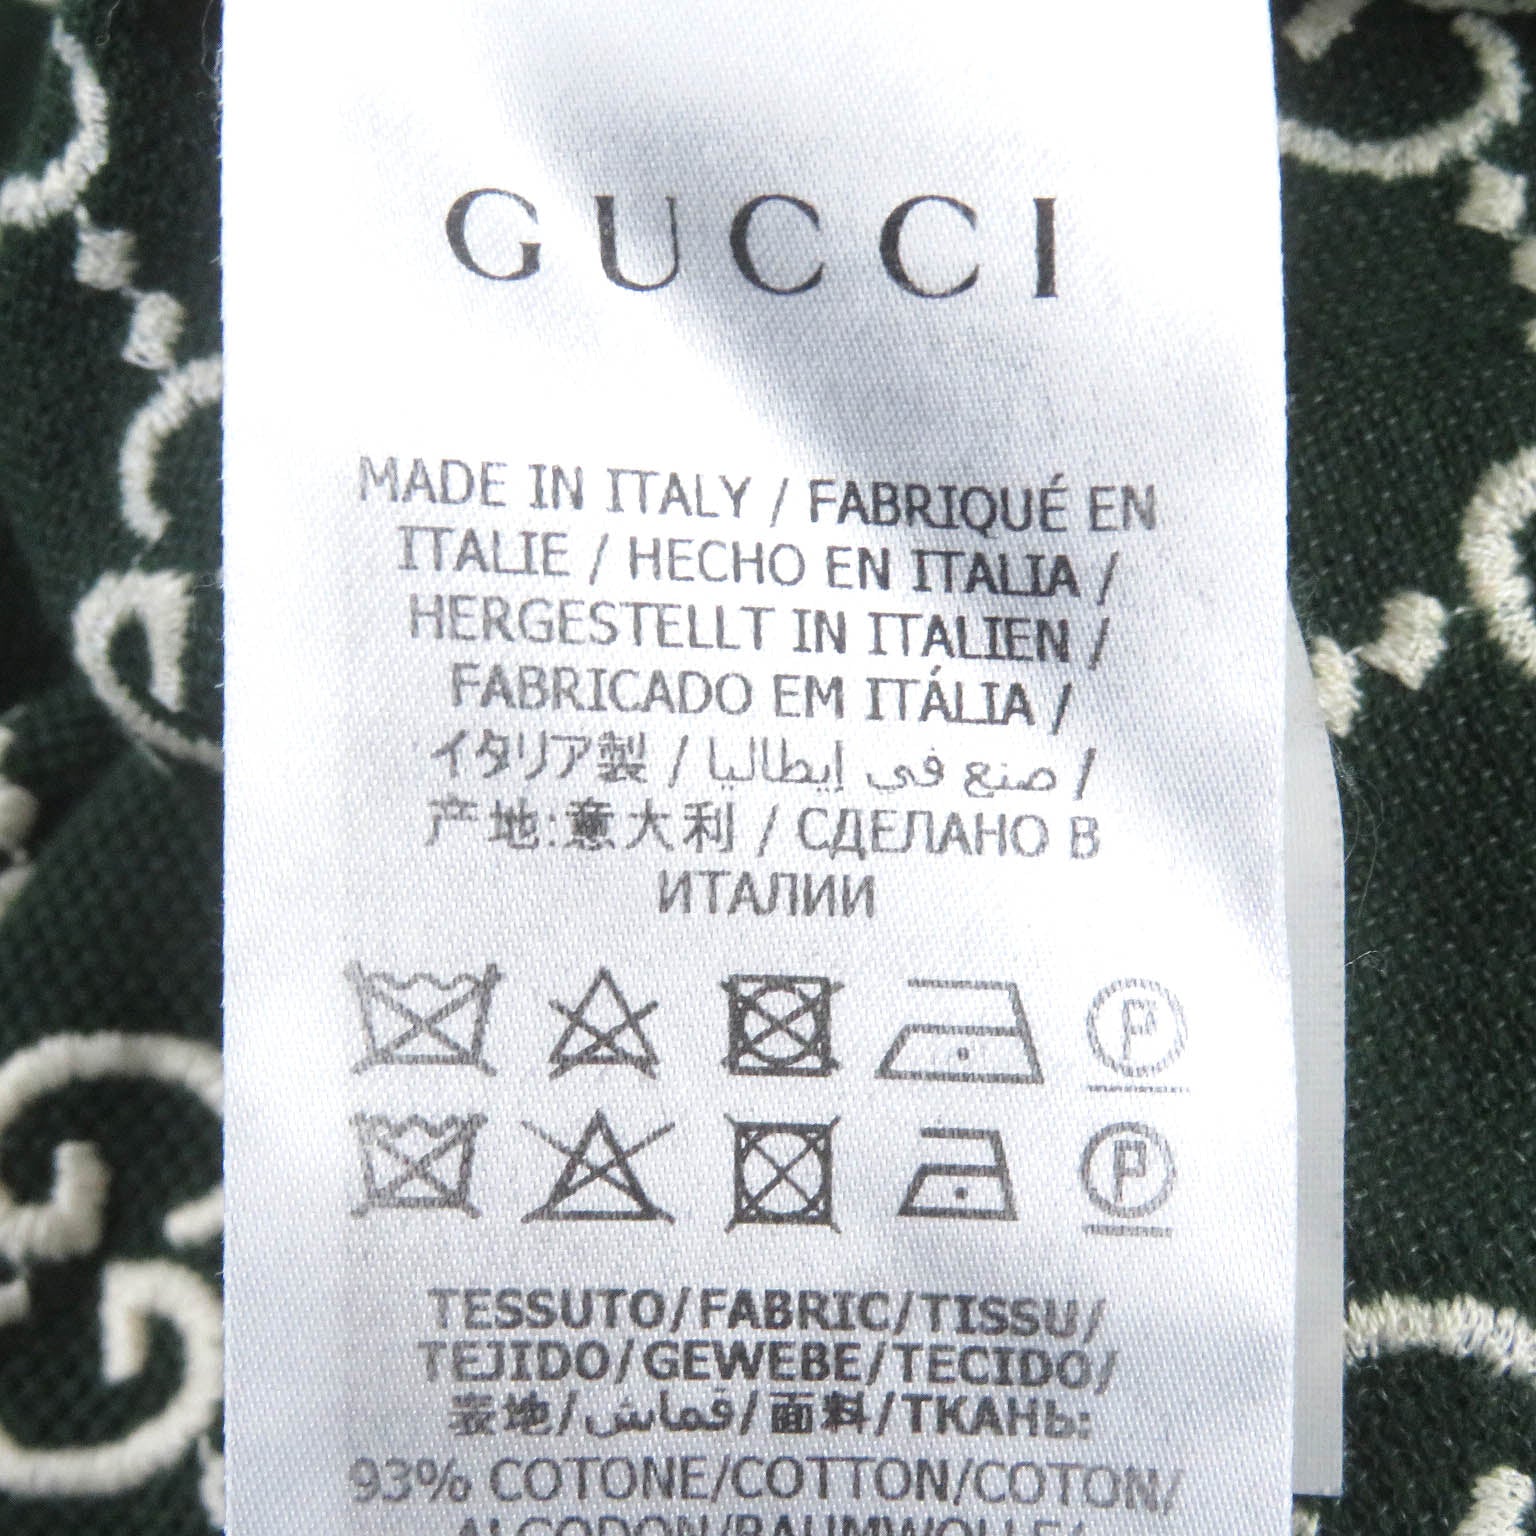 GUCCI
MADE IN ITALY / FABRIQUÉ EN
ITALIE / HECHO EN ITALIA /
HERGESTELLT IN ITALIEN /
FABRICADO EM ITÁLIA /
イタリア製 / صنع في إيطاليا /
产地:意大利 / СДЕЛАНО В
ИТАЛИИ
P
P
TESSUTO/FABRIC/TISSU/
TEJIDO/GEWEBE/TECIDO/
表地/قماش/面料/ТКАНЬ:
93% COTONE/COTTON/COTON/
ALGODON/BAUMWOLLE/